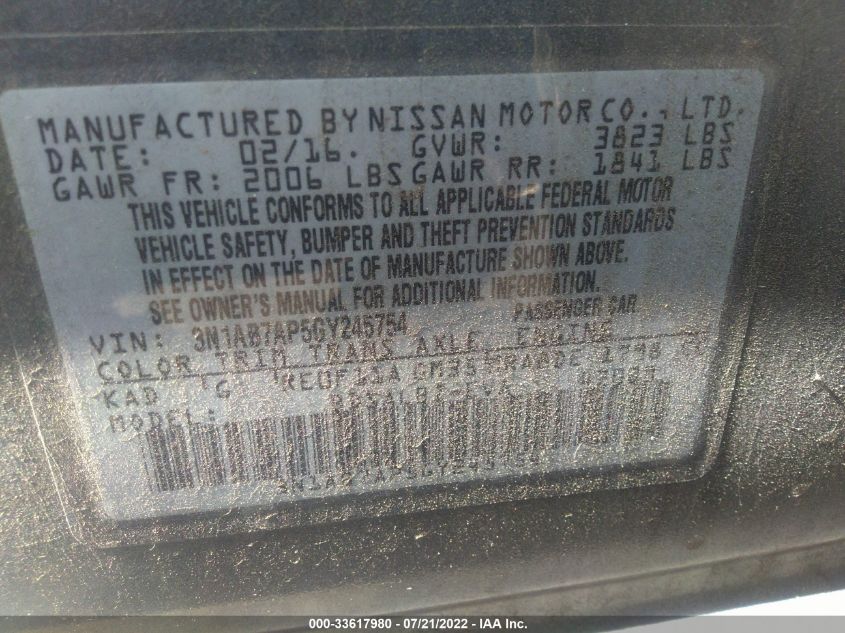 MANUFACTURED BY NISSAN MOTOR CO., LTD.
DATE: 02/16. GVWR: 3823 LBS
GAWR FR: 2006 LBS GAWR RR: 1841 LBS
THIS VEHICLE CONFORMS TO ALL APPLICABLE FEDERAL MOTOR
VEHICLE SAFETY, BUMPER AND THEFT PREVENTION STANDARDS
IN EFFECT ON THE DATE OF MANUFACTURE SHOWN ABOVE.
SEE OWNER'S MANUAL FOR ADDITIONAL INFORMATION.
VIN: 3N1AB7AP5GY245754 PASSENGER CAR
COLOR TRIM TRANS AXLE ENGINE
KAD G RE0F11A
MODEL:
000-33617980 / 07/21/2022 - IAA Inc.